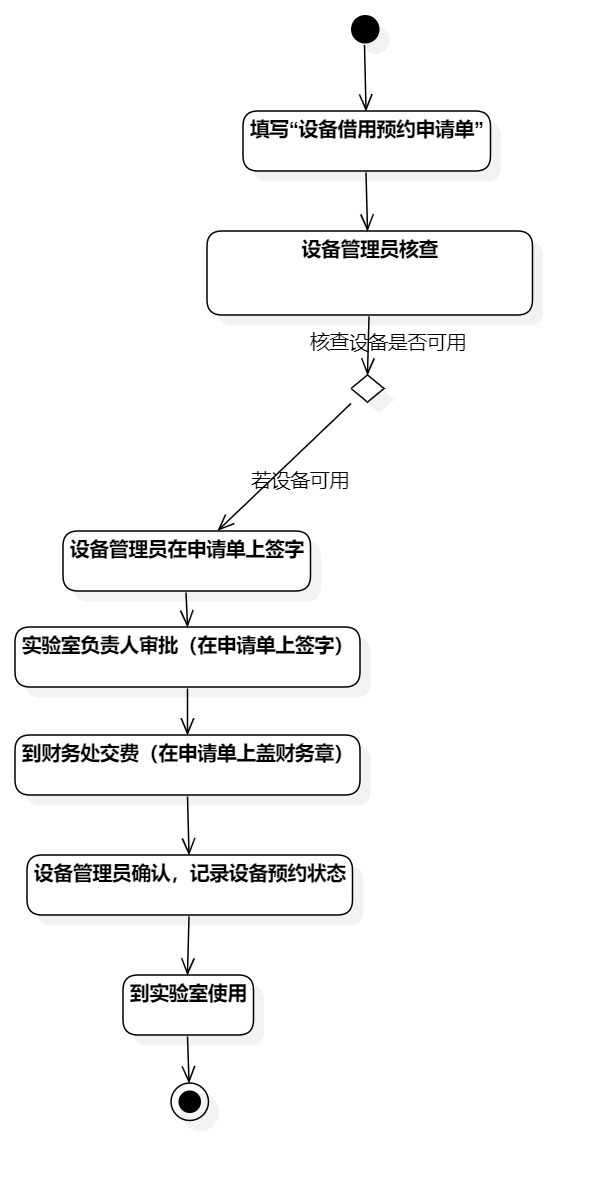 填写“设备借用预约申请单”
设备管理员核查
核查设备是否可用
若设备可用
设备管理员在申请单上签字
实验室负责人审批（在申请单上签字）
到财务处交费（在申请单上盖财务章）
设备管理员确认，记录设备预约状态
到实验室使用